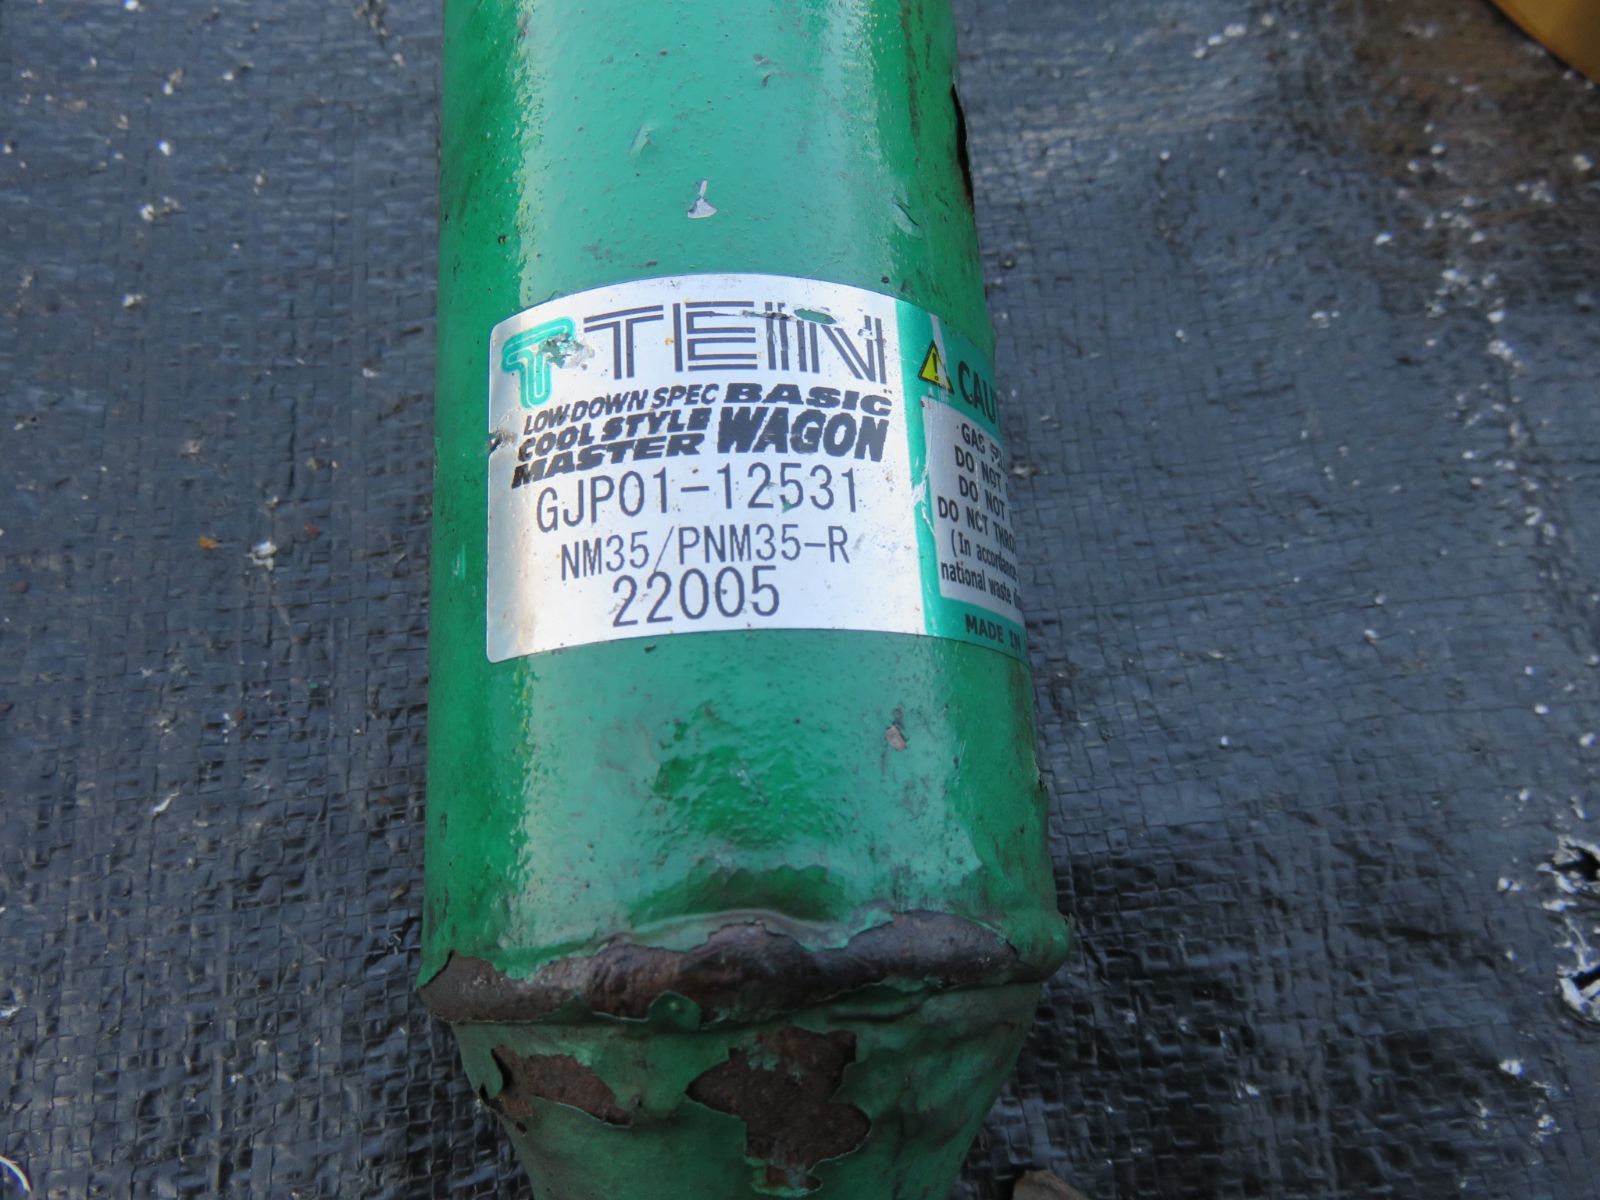 TEIN
LOW DOWN SPEC BASIC
COOL STYLE WAGON
MASTER
GJP01-12531
NM35/PNM35-R
22005
GAS
DO NOT
DO NOT
DO NOT
(In accordance
national waste
MADE IN